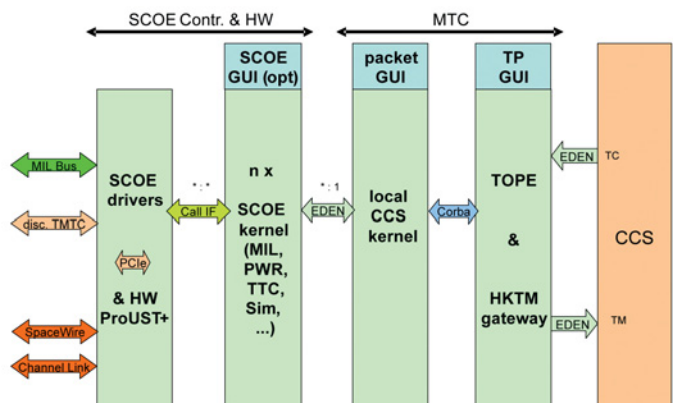 SCOE Contr. & HW
MTC
SCOE
GUI (opt)
packet
GUI
TP
GUI
MIL Bus
disc. TMTC
SpaceWire
Channel Link
SCOE
drivers
PCIe
& HW
ProUST+
* : *
Call IF
n x
SCOE
kernel
(MIL,
PWR,
TTC,
Sim,
...)
* : 1
EDEN
local
CCS
kernel
Corba
TOPE
&
HKTM
gateway
EDEN
TC
CCS
EDEN
TM